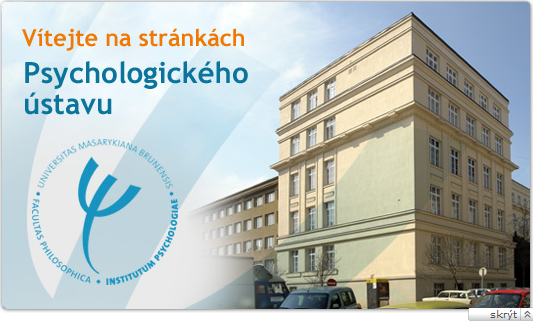 Vítejte na stránkách
Psychologického
ústavu
• UNIVERSITAS MASARYKIANA BRUNENSIS •
FACULTAS PHILOSOPHICA • INSTITUTUM PSYCHOLOGIAE
skrýt